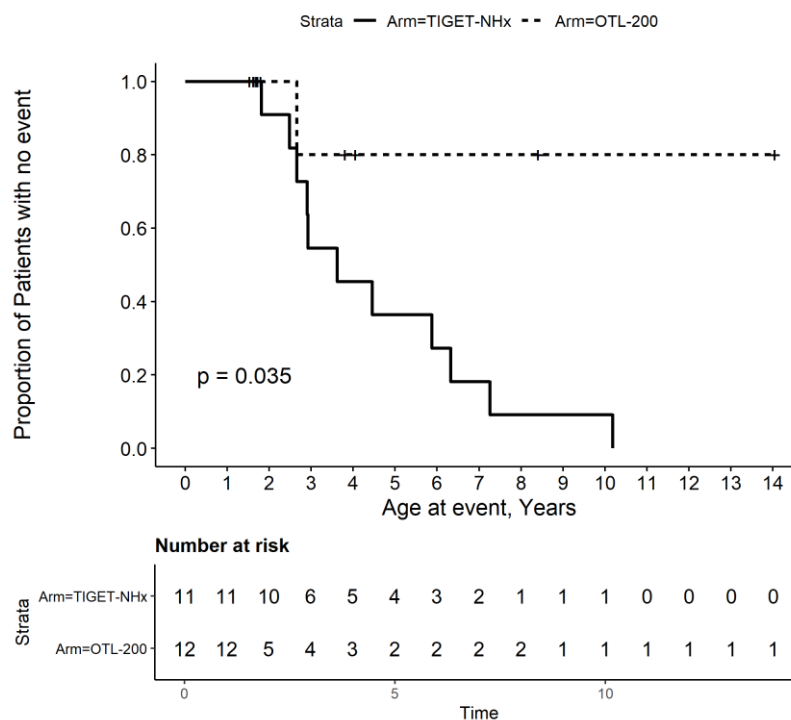 Strata Arm=TIGET-NHx Arm=OTL-200
Proportion of Patients with no event
1.0
0.8
0.6
0.4
0.2
0.0
p = 0.035
0 1 2 3 4 5 6 7 8 9 10 11 12 13 14
Age at event, Years
Number at risk
Strata
Arm=TIGET-NHx 11 11 10 6 5 4 3 2 1 1 1 0 0 0 0
Arm=OTL-200 12 12 5 4 3 2 2 2 2 1 1 1 1 1 1
0 5 10
Time